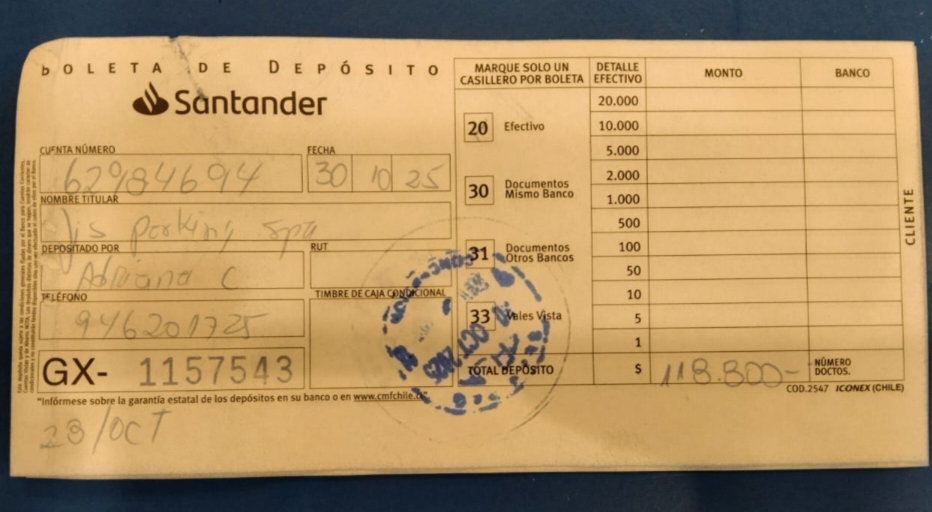 BOLETA DE DEPÓSITO
Santander
CUENTA NÚMERO
62984694
FECHA
30 10 25
NOMBRE TITULAR
Jis Parking Spa
DEPOSITADO POR
Adriana C
RUT
TELÉFONO
946201725
TIMBRE DE CAJA CONDICIONAL
GX- 1157543
"Infórmese sobre la garantía estatal de los depósitos en su banco o en www.cmfchile.cl"
28/OCT
MARQUE SOLO UN
CASILLERO POR BOLETA
20 Efectivo
30 Documentos
Mismo Banco
31 Documentos
Otros Bancos
33 Vales Vista
DETALLE
EFECTIVO
MONTO
BANCO
20.000
10.000
5.000
2.000
1.000
500
100
50
10
5
1
TOTAL DEPÓSITO $ 118.800-
NÚMERO
DOCTOS.
COD.2547 ICONEX (CHILE)
CLIENTE